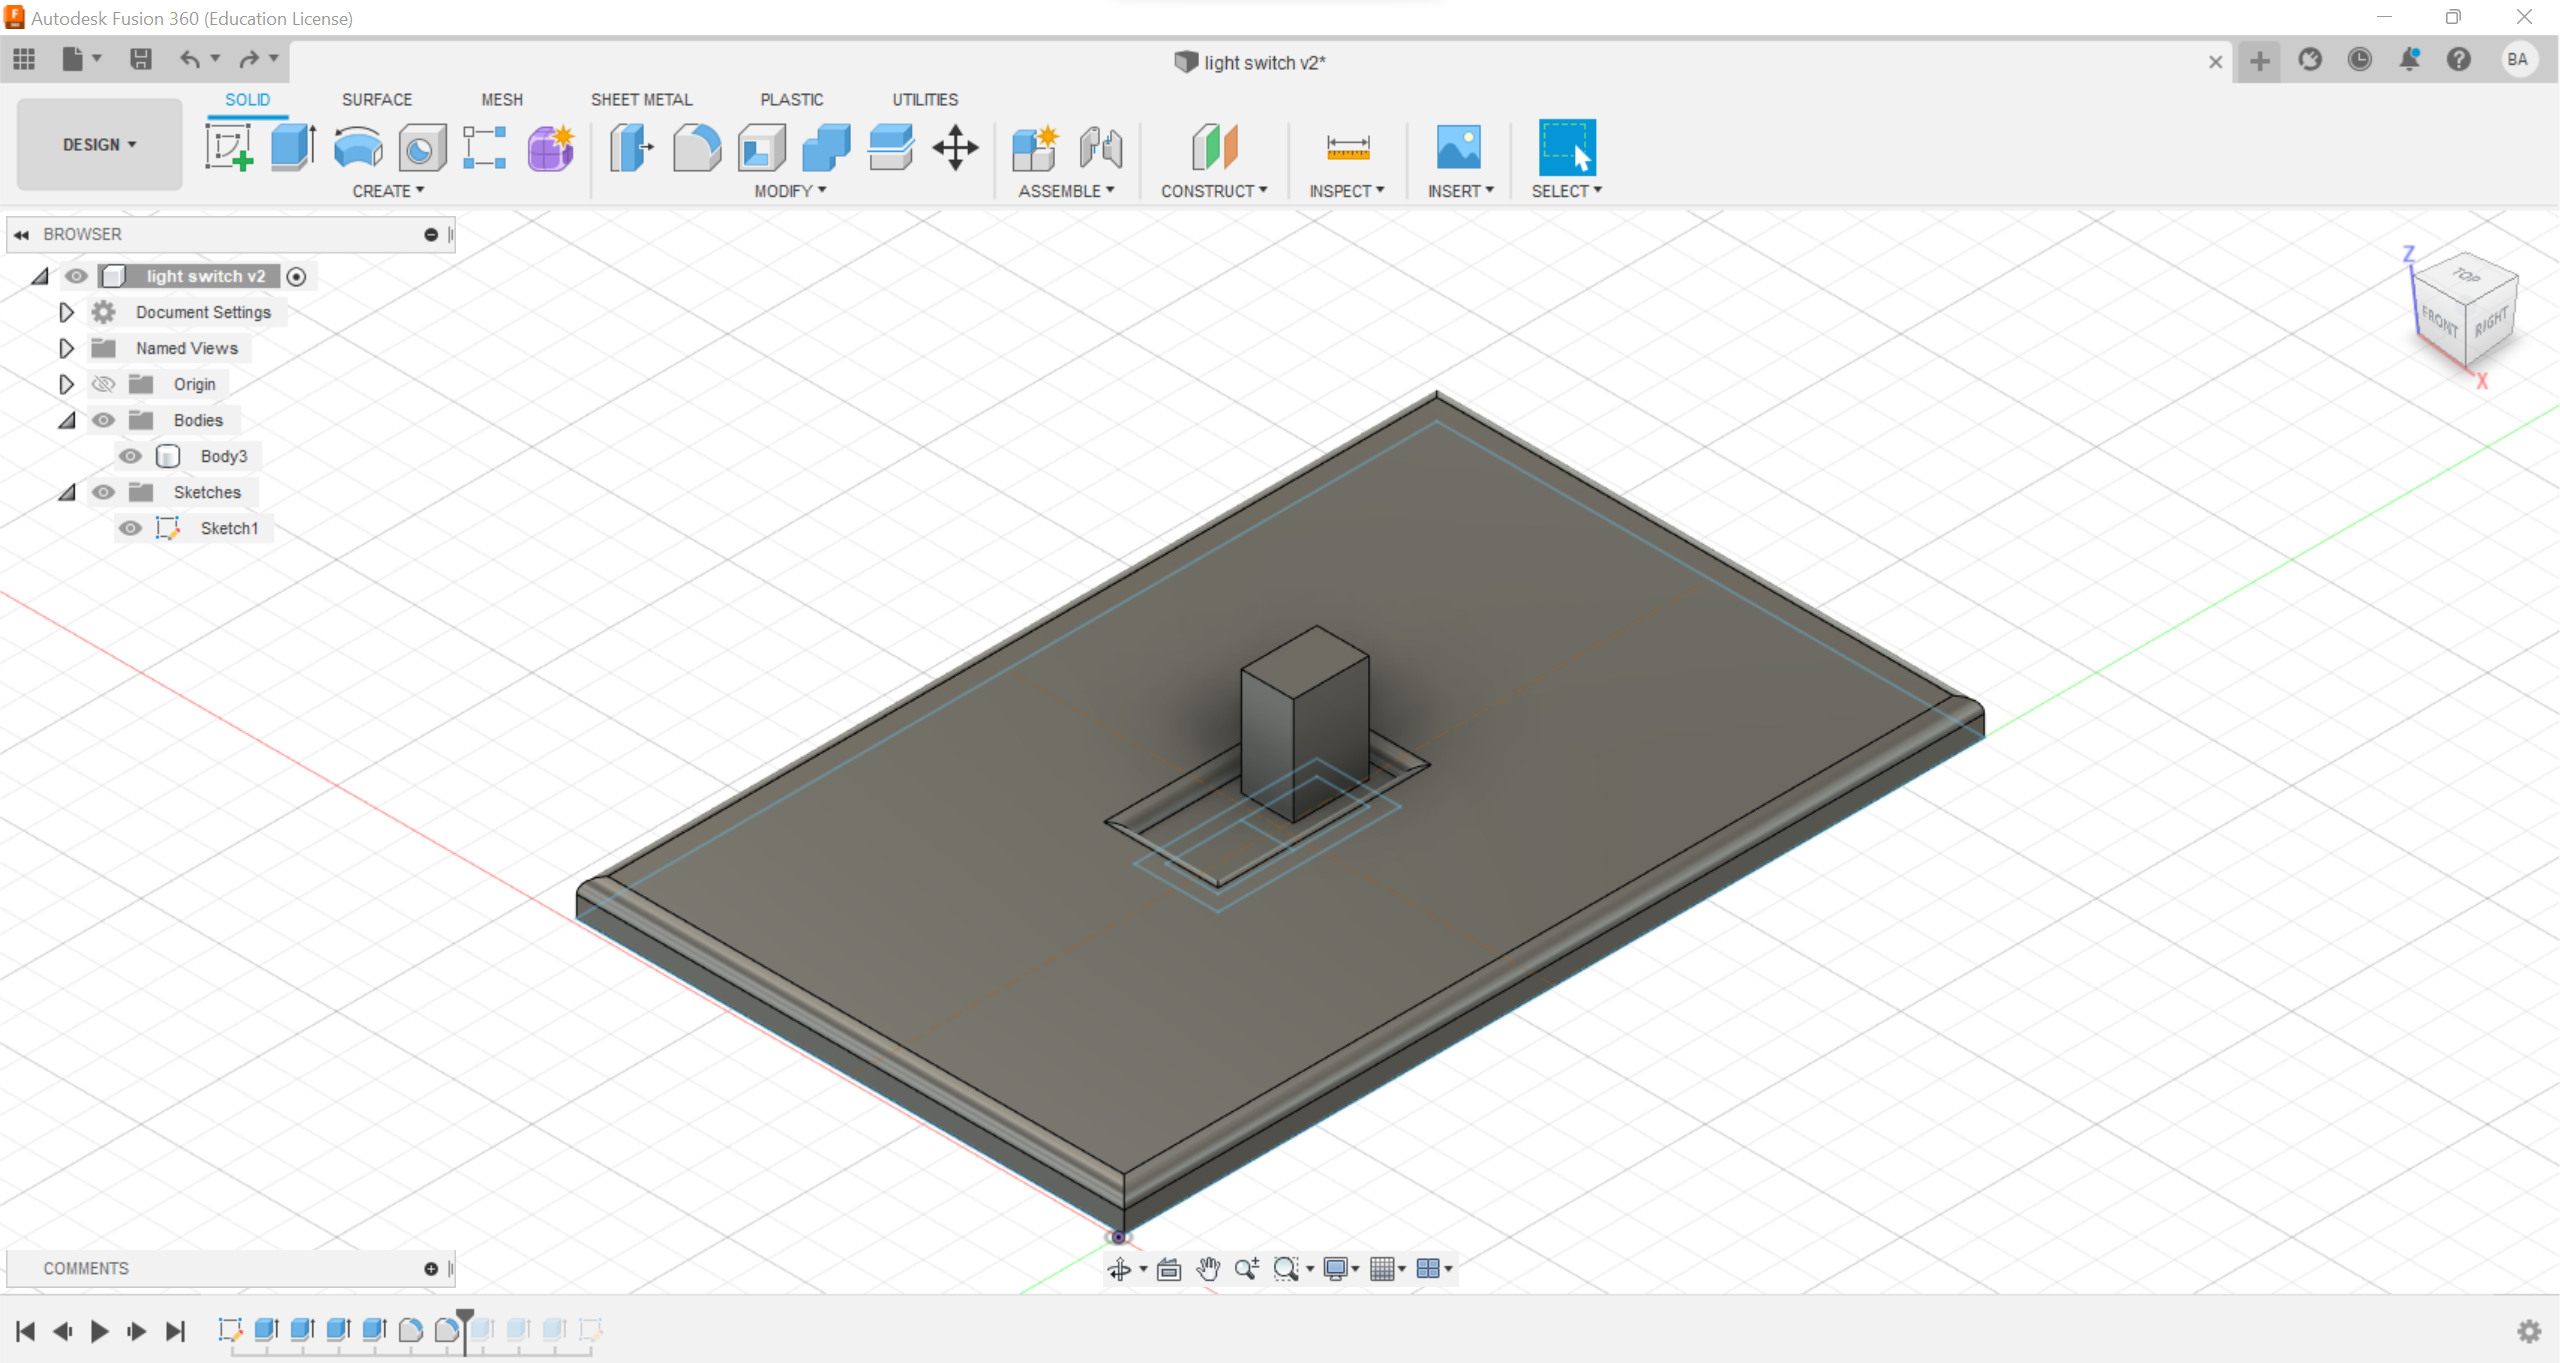 Autodesk Fusion 360 (Education License)
light switch v2*
BA
SOLID SURFACE MESH SHEET METAL PLASTIC UTILITIES
DESIGN
CREATE MODIFY ASSEMBLE CONSTRUCT INSPECT INSERT SELECT
BROWSER
light switch v2
Document Settings
Named Views
Origin
Bodies
Body3
Sketches
Sketch1
Z
TOP
FRONT RIGHT
X
COMMENTS